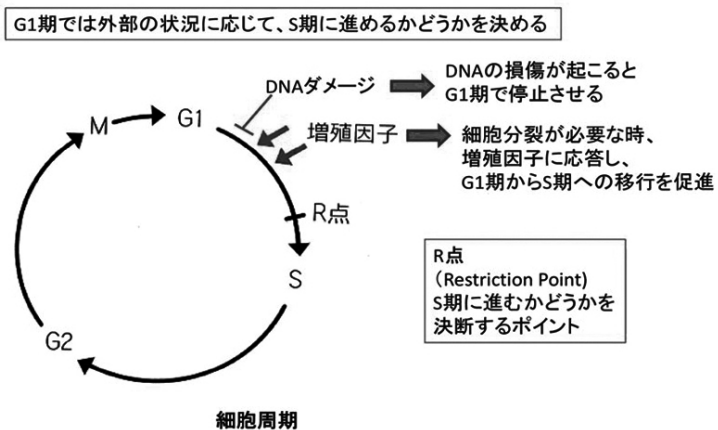 G1期では外部の状況に応じて、S期に進めるかどうかを決める
DNAダメージ
DNAの損傷が起こると
G1期で停止させる
M
G1
増殖因子
細胞分裂が必要な時、
増殖因子に応答し、
G1期からS期への移行を促進
R点
R点
（Restriction Point)
S期に進むかどうかを
決断するポイント
S
G2
細胞周期